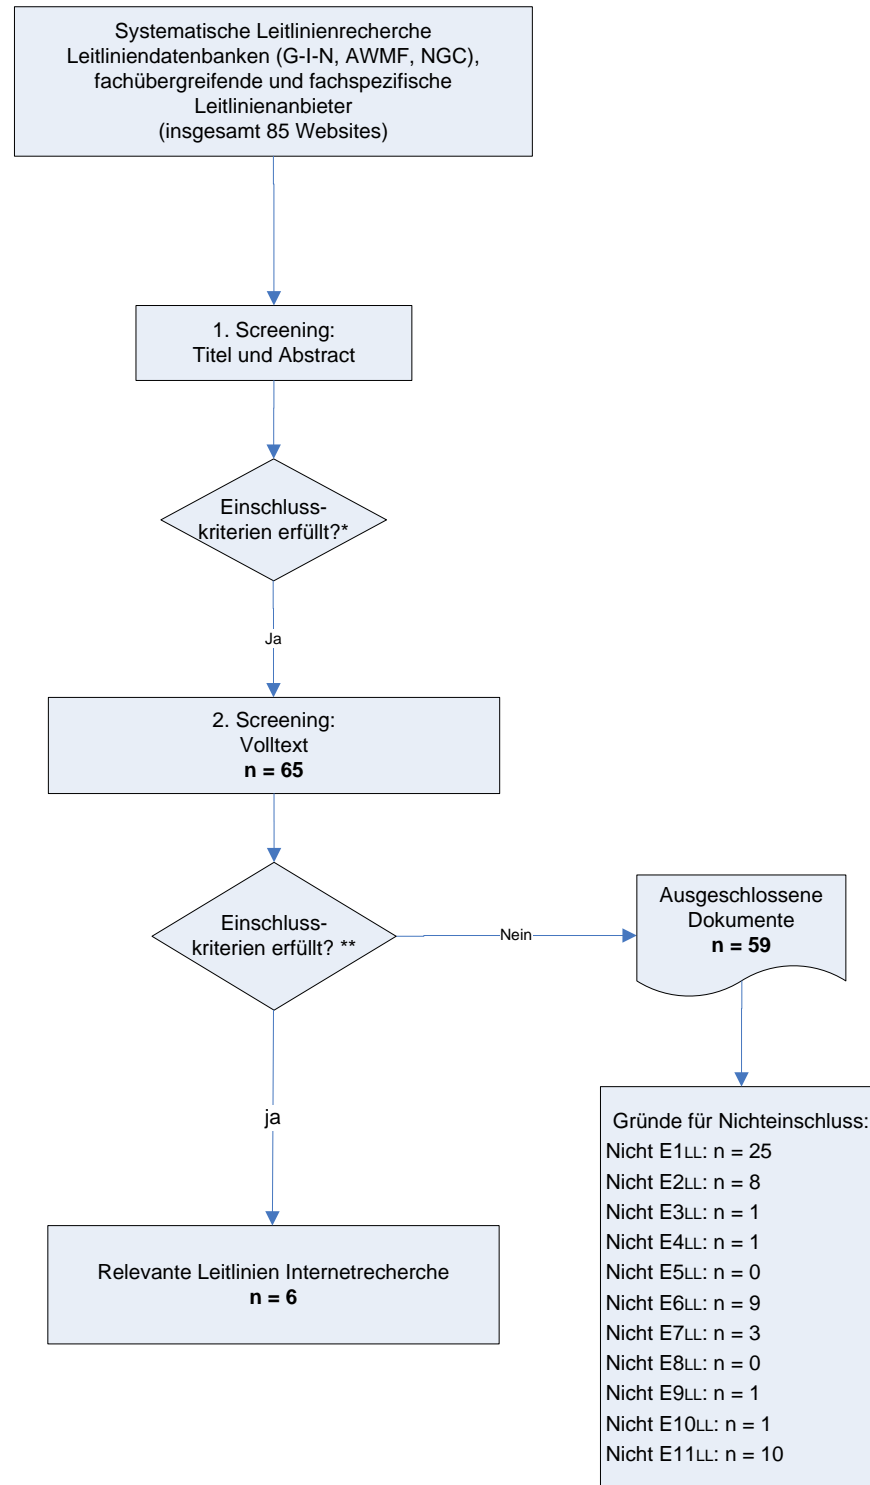 Systematische Leitlinienrecherche
Leitliniendatenbanken (G-I-N, AWMF, NGC),
fachübergreifende und fachspezifische
Leitlinienanbieter
(insgesamt 85 Websites)
1. Screening:
Titel und Abstract
Einschluss-
kriterien erfüllt?*
Ja
2. Screening:
Volltext
n = 65
Einschluss-
kriterien erfüllt? **
Nein
Ausgeschlossene
Dokumente
n = 59
ja
Relevante Leitlinien Internetrecherche
n = 6
Gründe für Nichteinschluss:
Nicht E1LL: n = 25
Nicht E2LL: n = 8
Nicht E3LL: n = 1
Nicht E4LL: n = 1
Nicht E5LL: n = 0
Nicht E6LL: n = 9
Nicht E7LL: n = 3
Nicht E8LL: n = 0
Nicht E9LL: n = 1
Nicht E10LL: n = 1
Nicht E11LL: n = 10